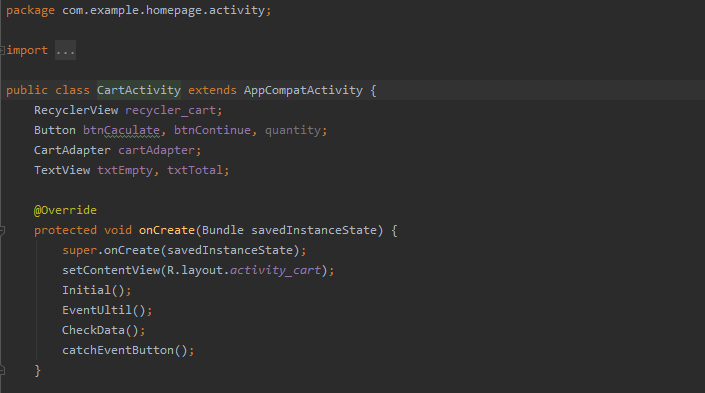 package com.example.homepage.activity;
import ...
public class CartActivity extends AppCompatActivity {
RecyclerView recycler_cart;
Button btnCaculate, btnContinue, quantity;
CartAdapter cartAdapter;
TextView txtEmpty, txtTotal;
@Override
protected void onCreate(Bundle savedInstanceState) {
super.onCreate(savedInstanceState);
setContentView(R.layout.activity_cart);
Initial();
EventUltil();
CheckData();
catchEventButton();
}